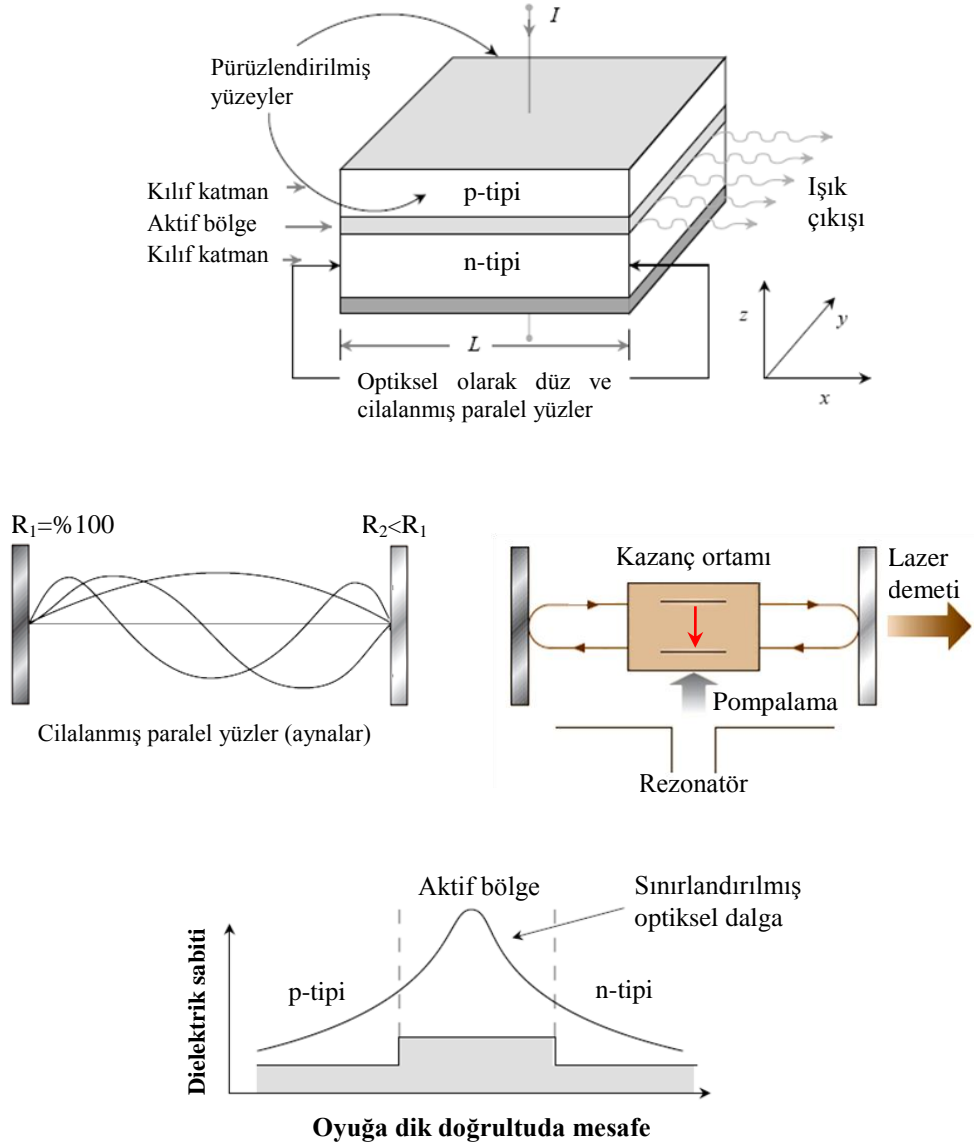 I
Pürüzlendirilmiş
yüzeyler
Kılıf katman
p-tipi
Aktif bölge
Işık
çıkışı
Kılıf katman
n-tipi
z
y
x
L
Optiksel olarak düz ve
cilalanmış paralel yüzler
R₁=%100
R₂<R₁
Cilalanmış paralel yüzler (aynalar)
Kazanç ortamı
Lazer
demeti
Pompalama
Rezonatör
Aktif bölge
Sınırlandırılmış
optiksel dalga
Dielektrik sabiti
p-tipi
n-tipi
Oyuğa dik doğrultuda mesafe